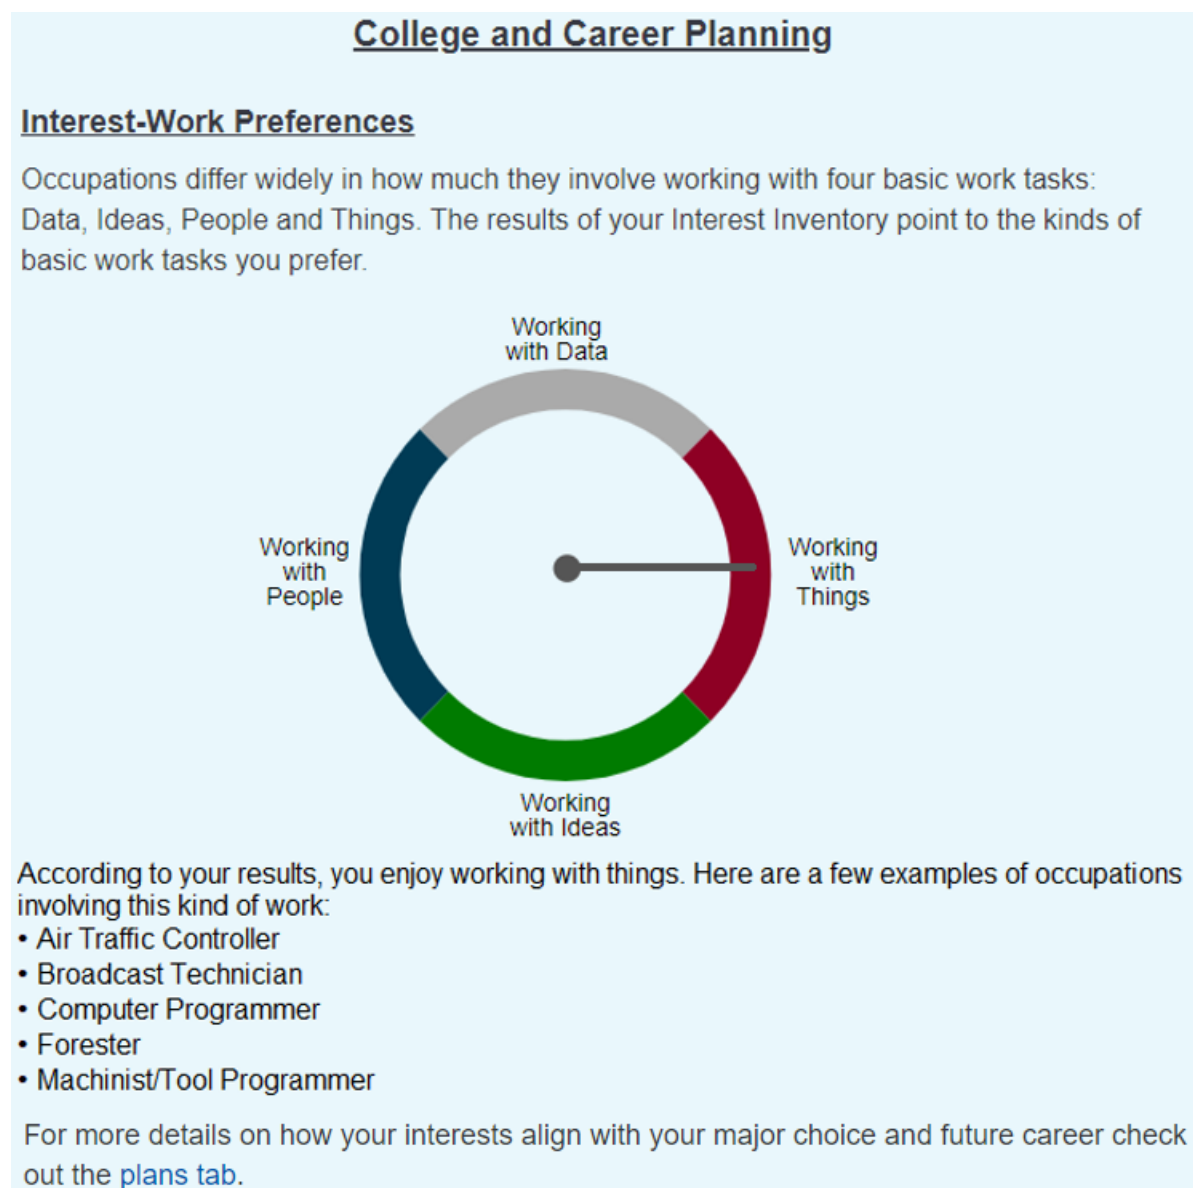 College and Career Planning
Interest-Work Preferences
Occupations differ widely in how much they involve working with four basic work tasks:
Data, Ideas, People and Things. The results of your Interest Inventory point to the kinds of
basic work tasks you prefer.
Working
with Data
Working
with
People
Working
with
Things
Working
with Ideas
According to your results, you enjoy working with things. Here are a few examples of occupations
involving this kind of work:
• Air Traffic Controller
• Broadcast Technician
• Computer Programmer
• Forester
• Machinist/Tool Programmer
For more details on how your interests align with your major choice and future career check
out the plans tab.